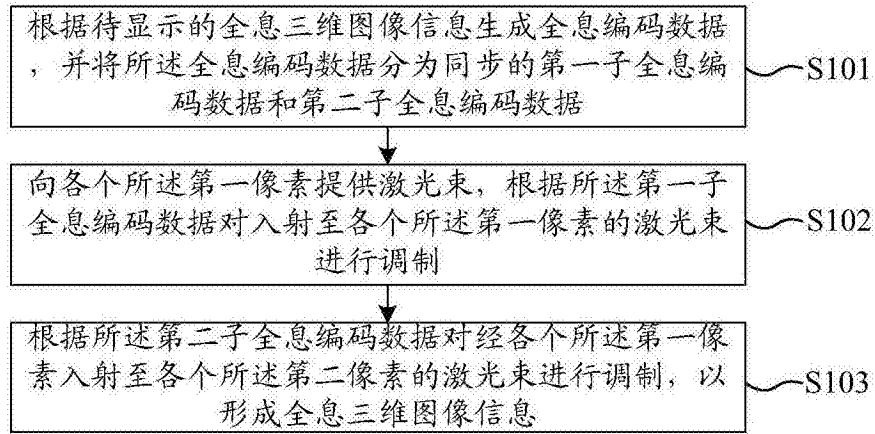 根据待显示的全息三维图像信息生成全息编码数据
，并将所述全息编码数据分为同步的第一子全息编
码数据和第二子全息编码数据
S101
向各个所述第一像素提供激光束，根据所述第一子
全息编码数据对入射至各个所述第一像素的激光束
进行调制
S102
根据所述第二子全息编码数据对经各个所述第一像
素入射至各个所述第二像素的激光束进行调制，以
形成全息三维图像信息
S103